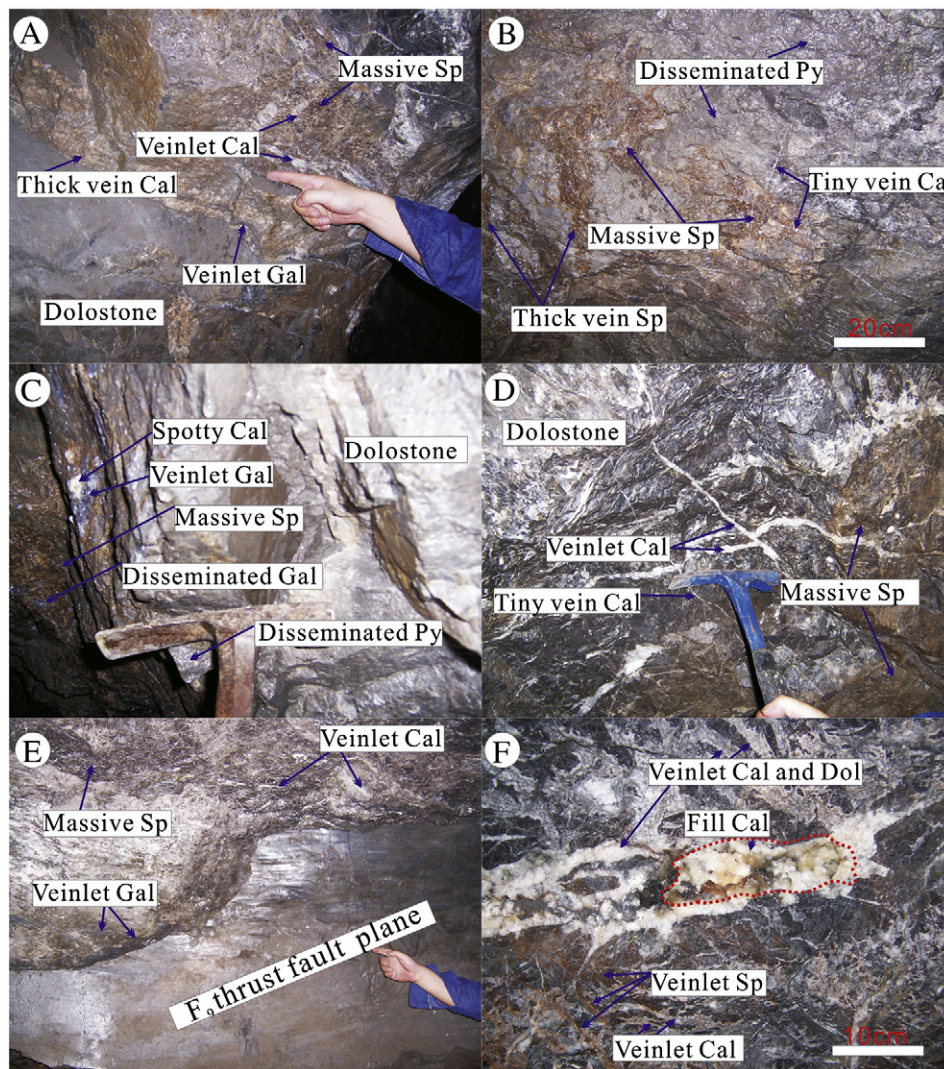 A
Massive Sp
Veinlet Cal
Thick vein Cal
Veinlet Gal
Dolostone
B
Disseminated Py
Tiny vein Cal
Massive Sp
Thick vein Sp
20cm
C
Spotty Cal
Dolostone
Veinlet Gal
Massive Sp
Disseminated Gal
Disseminated Py
D
Dolostone
Veinlet Cal
Tiny vein Cal
Massive Sp
E
Veinlet Cal
Massive Sp
Veinlet Gal
F₉ thrust fault plane
F
Veinlet Cal and Dol
Fill Cal
Veinlet Sp
Veinlet Cal
10cm